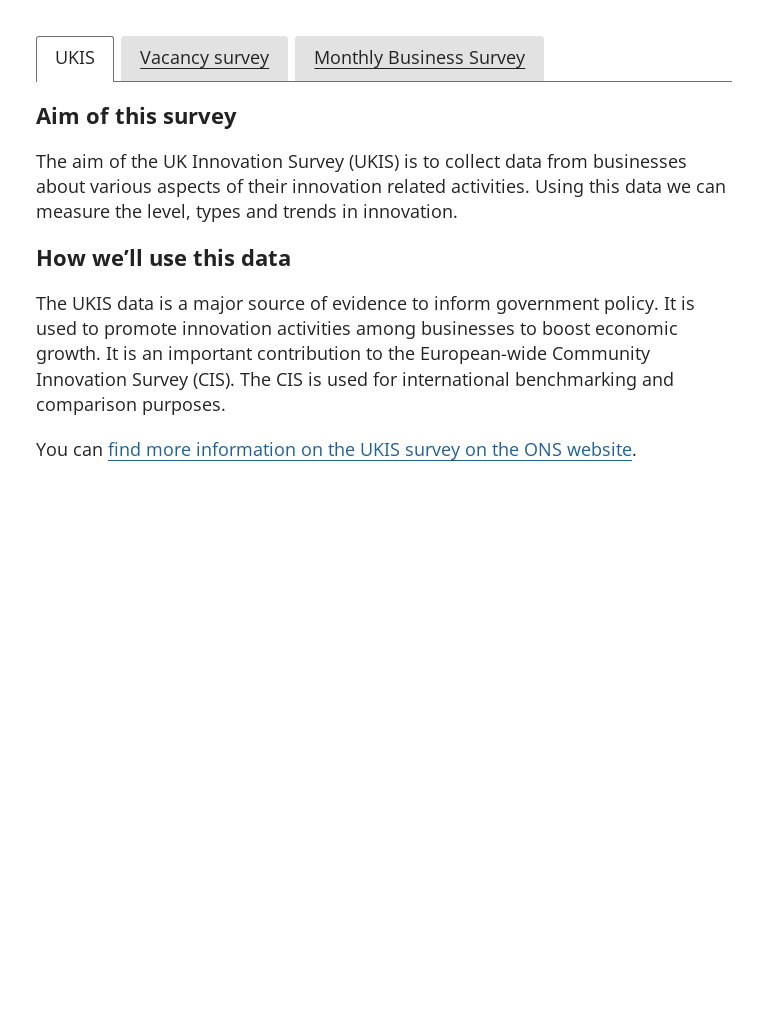 UKIS
Vacancy survey
Monthly Business Survey
Aim of this survey
The aim of the UK Innovation Survey (UKIS) is to collect data from businesses
about various aspects of their innovation related activities. Using this data we can
measure the level, types and trends in innovation.
How we’ll use this data
The UKIS data is a major source of evidence to inform government policy. It is
used to promote innovation activities among businesses to boost economic
growth. It is an important contribution to the European-wide Community
Innovation Survey (CIS). The CIS is used for international benchmarking and
comparison purposes.
You can find more information on the UKIS survey on the ONS website.